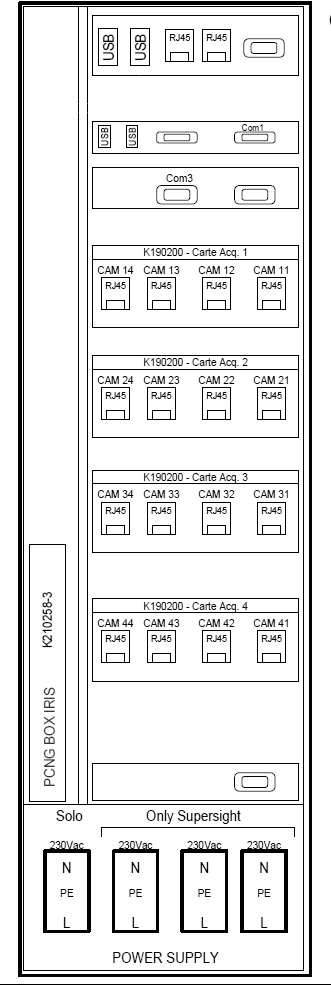 USB USB RJ45 RJ45
USB USB Com1
Com3
K190200 - Carte Acq. 1
CAM 14 CAM 13 CAM 12 CAM 11
RJ45 RJ45 RJ45 RJ45
K190200 - Carte Acq. 2
CAM 24 CAM 23 CAM 22 CAM 21
RJ45 RJ45 RJ45 RJ45
K190200 - Carte Acq. 3
CAM 34 CAM 33 CAM 32 CAM 31
RJ45 RJ45 RJ45 RJ45
K190200 - Carte Acq. 4
CAM 44 CAM 43 CAM 42 CAM 41
RJ45 RJ45 RJ45 RJ45
PCNG BOX IRIS K210258-3
Solo Only Supersight
230Vac 230Vac 230Vac 230Vac
N N N N
PE PE PE PE
L L L L
POWER SUPPLY